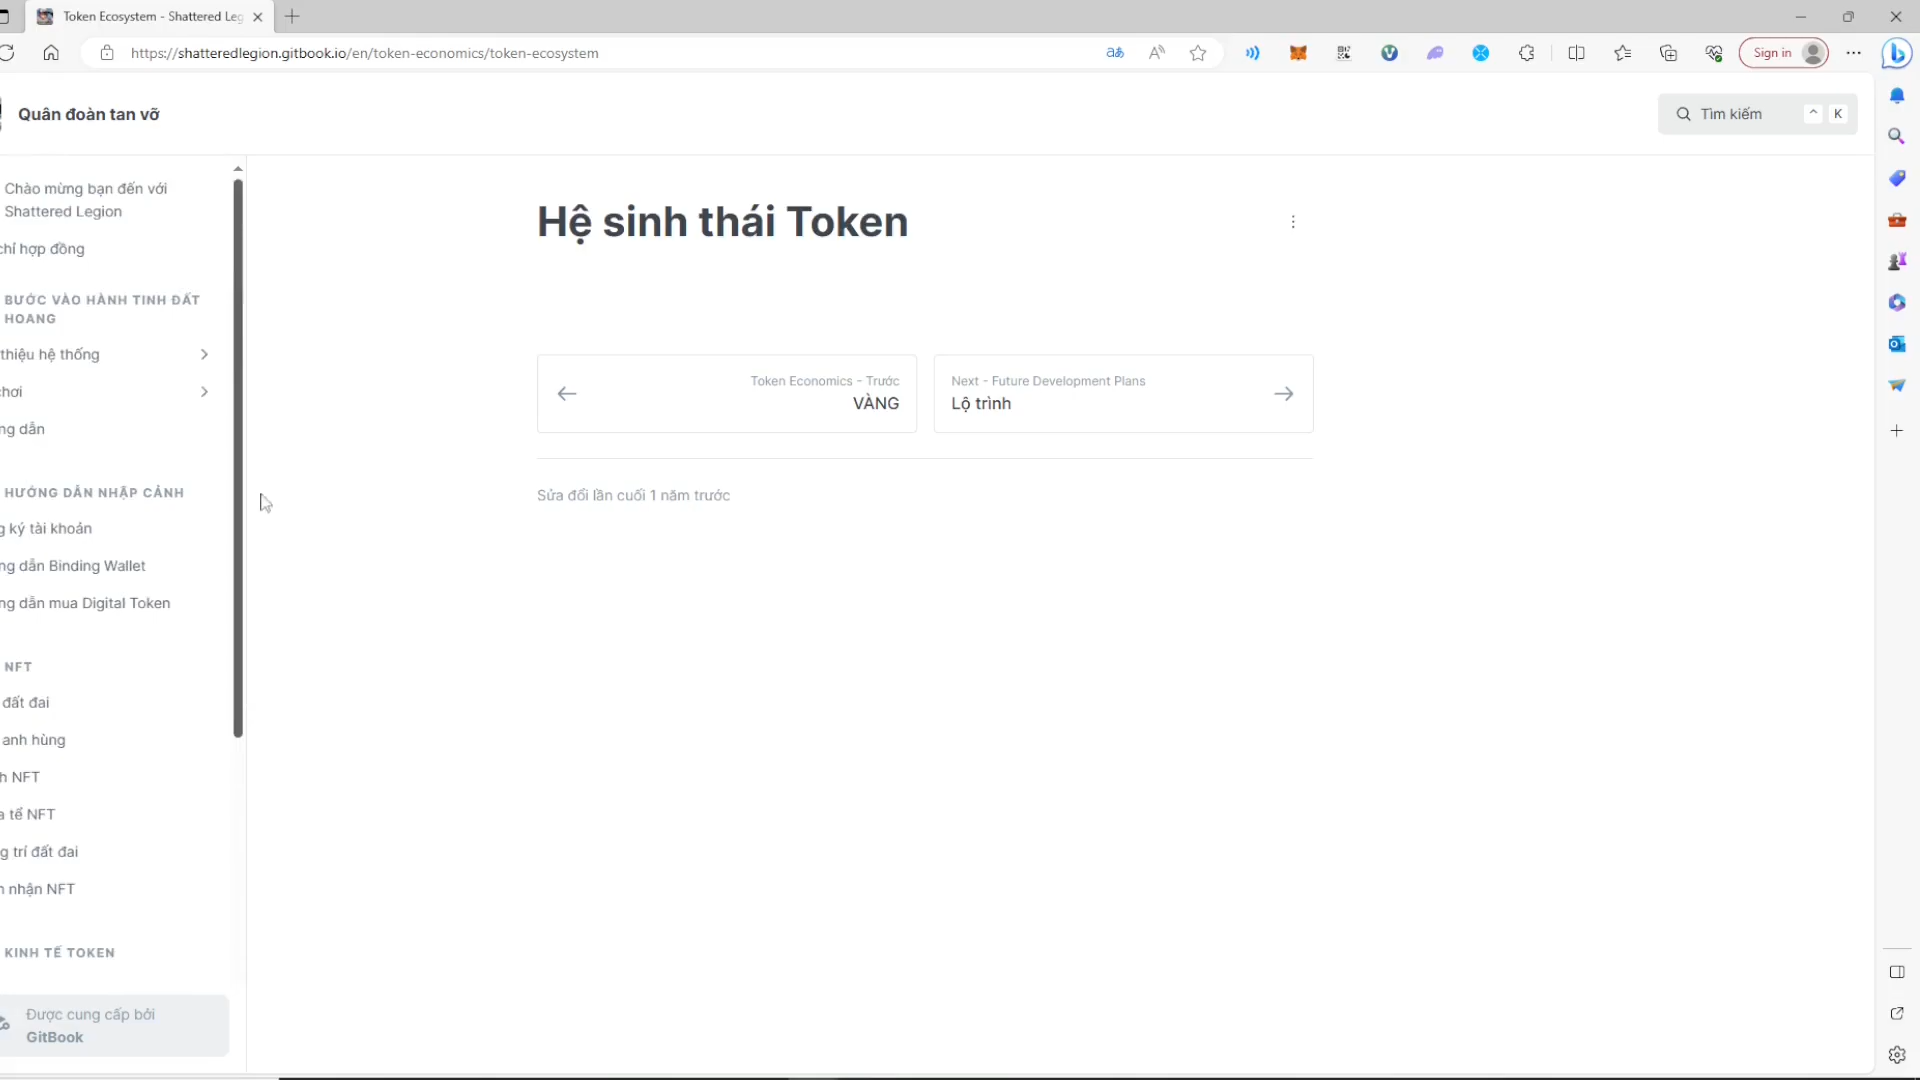 Token Ecosystem - Shattered Leg
https://shatteredlegion.gitbook.io/en/token-economics/token-ecosystem
Sign in
Quân đoàn tan vỡ
Tìm kiếm
^ K
Chào mừng bạn đến với
Shattered Legion
chỉ hợp đồng
BƯỚC VÀO HÀNH TINH ĐẤT
HOANG
thiệu hệ thống
chơi
ng dẫn
HƯỚNG DẪN NHẬP CẢNH
g ký tài khoản
ng dẫn Binding Wallet
ng dẫn mua Digital Token
NFT
đất đai
anh hùng
h NFT
a tể NFT
g trí đất đai
n nhận NFT
KINH TẾ TOKEN
Được cung cấp bởi
GitBook
Hệ sinh thái Token
Token Economics - Trước
VÀNG
Next - Future Development Plans
Lộ trình
Sửa đổi lần cuối 1 năm trước